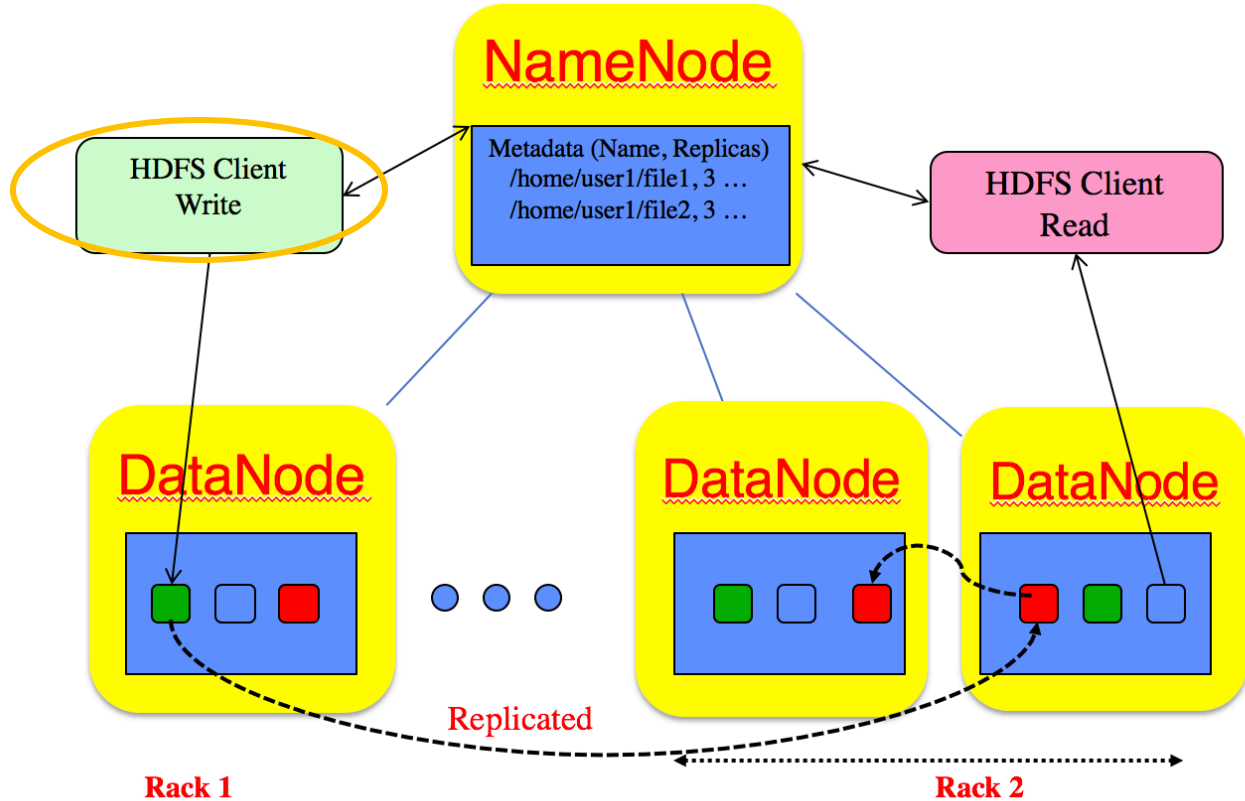 NameNode
HDFS Client
Write
Metadata (Name, Replicas)
/home/user1/file1, 3 …
/home/user1/file2, 3 …
HDFS Client
Read
DataNode
DataNode
DataNode
Replicated
Rack 1
Rack 2